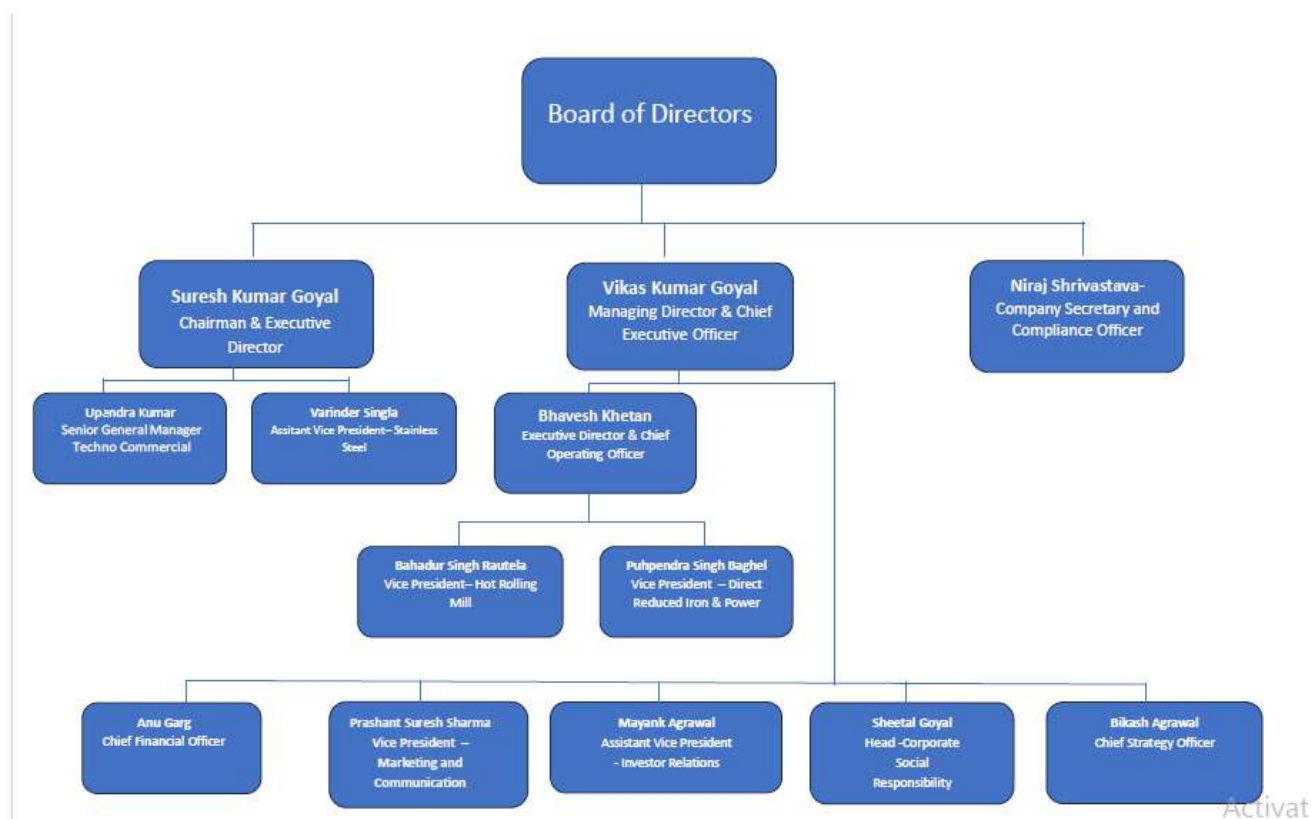 Board of Directors
Suresh Kumar Goyal
Chairman & Executive
Director
Vikas Kumar Goyal
Managing Director & Chief
Executive Officer
Niraj Shrivastava-
Company Secretary and
Compliance Officer
Upendra Kumar
Senior General Manager
Techno Commercial
Varinder Singla
Assitant Vice President– Stainless
Steel
Bhavesh Khetan
Executive Director & Chief
Operating Officer
Bahadur Singh Rautela
Vice President– Hot Rolling
Mill
Puhpendra Singh Baghel
Vice President – Direct
Reduced Iron & Power
Anu Garg
Chief Financial Officer
Prashant Suresh Sharma
Vice President –
Marketing and
Communication
Mayank Agrawal
Assistant Vice President
- Investor Relations
Sheetal Goyal
Head -Corporate
Social
Responsibility
Bikash Agrawal
Chief Strategy Officer
Activat